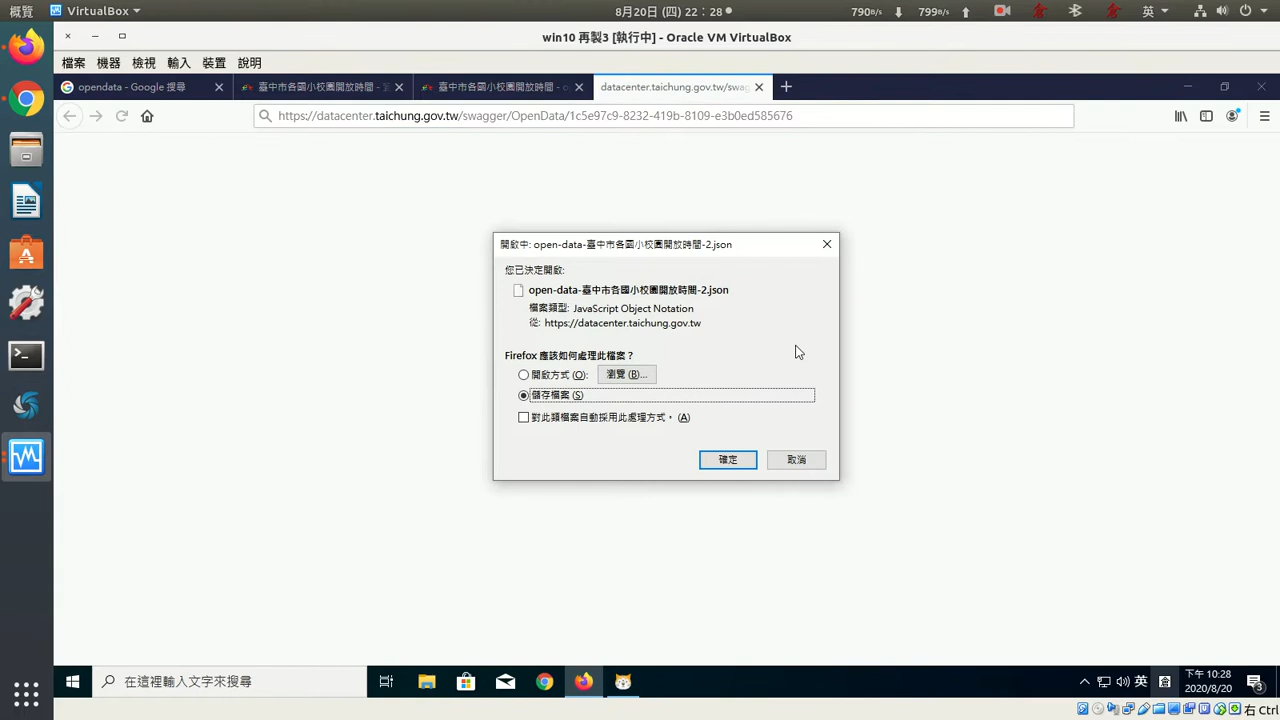 概覽 VirtualBox 8月20日 (四) 22：28 790B/s 799B/s 英
win10 再製3 [執行中] - Oracle VM VirtualBox
檔案 機器 檢視 輸入 裝置 說明
opendata - Google 搜尋 臺中市各國小校園開放時間 - 臺中市各國小校園開放時間 - datacenter.taichung.gov.tw/swag
https://datacenter.taichung.gov.tw/swagger/OpenData/1c5e97c9-8232-419b-8109-e3b0ed585676
開啟中: open-data-臺中市各國小校園開放時間-2.json
您已決定開啟:
open-data-臺中市各國小校園開放時間-2.json
檔案類型: JavaScript Object Notation
從: https://datacenter.taichung.gov.tw
Firefox 應該如何處理此檔案？
開啟方式 (O): 瀏覽 (B)...
儲存檔案 (S)
對此類檔案自動採用此處理方式。 (A)
確定 取消
在這裡輸入文字來搜尋 英 下午 10:28
2020/8/20 3
右 Ctrl